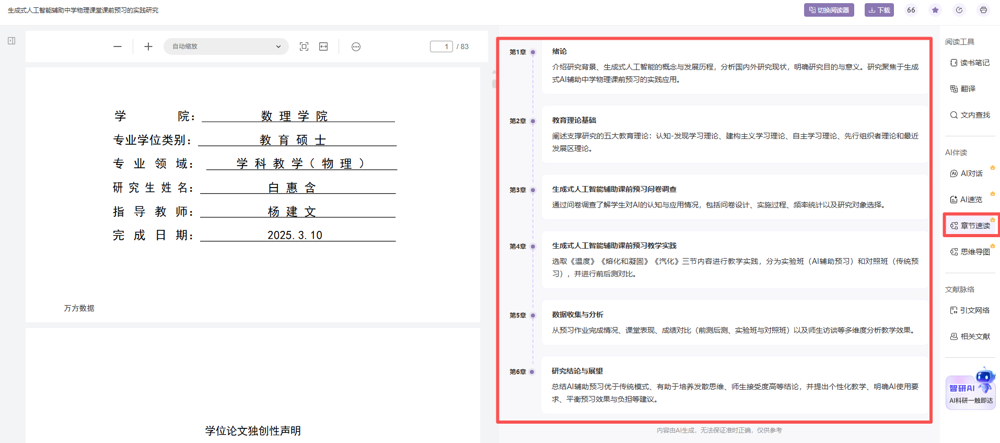 生成式人工智能辅助中学物理课堂课前预习的实践研究
切换阅读器
下载
66
自动缩放
1 / 83
学 院： 数 理 学 院
专业学位类别： 教 育 硕 士
专 业 领 域： 学 科 教 学（ 物 理 ）
研 究 生 姓 名： 白 惠 含
指 导 教 师： 杨 建 文
完 成 日 期： 2025.3.10
万方数据
学位论文独创性声明
第1章
绪论
介绍研究背景、生成式人工智能的概念与发展历程，分析国内外研究现状，明确研究目的与意义。研究聚焦于生成
式AI辅助中学物理课前预习的实践应用。
第2章
教育理论基础
阐述支撑研究的五大教育理论：认知-发现学习理论、建构主义学习理论、自主学习理论、先行组织者理论和最近
发展区理论。
第3章
生成式人工智能辅助课前预习问卷调查
通过问卷调查了解学生对AI的认知与应用情况，包括问卷设计、实施过程、频率统计以及研究对象选择。
第4章
生成式人工智能辅助课前预习教学实践
选取《温度》《熔化和凝固》《汽化》三节内容进行教学实践，分为实验班（AI辅助预习）和对照班（传统预
习），并进行前后测对比。
第5章
数据收集与分析
从预习作业完成情况、课堂表现、成绩对比（前测后测、实验班与对照班）以及师生访谈等多维度分析教学效果。
第6章
研究结论与展望
总结AI辅助预习优于传统模式、有助于培养发散思维、师生接受度高等结论，并提出个性化教学、明确AI使用要
求、平衡预习效果与负担等建议。
内容由AI生成，无法保证准时正确，仅供参考
阅读工具
读书笔记
翻译
文内查找
AI伴读
AI对话
AI速览
章节速读
思维导图
文献脉络
引文网络
相关文献
智研AI
AI科研一触即达